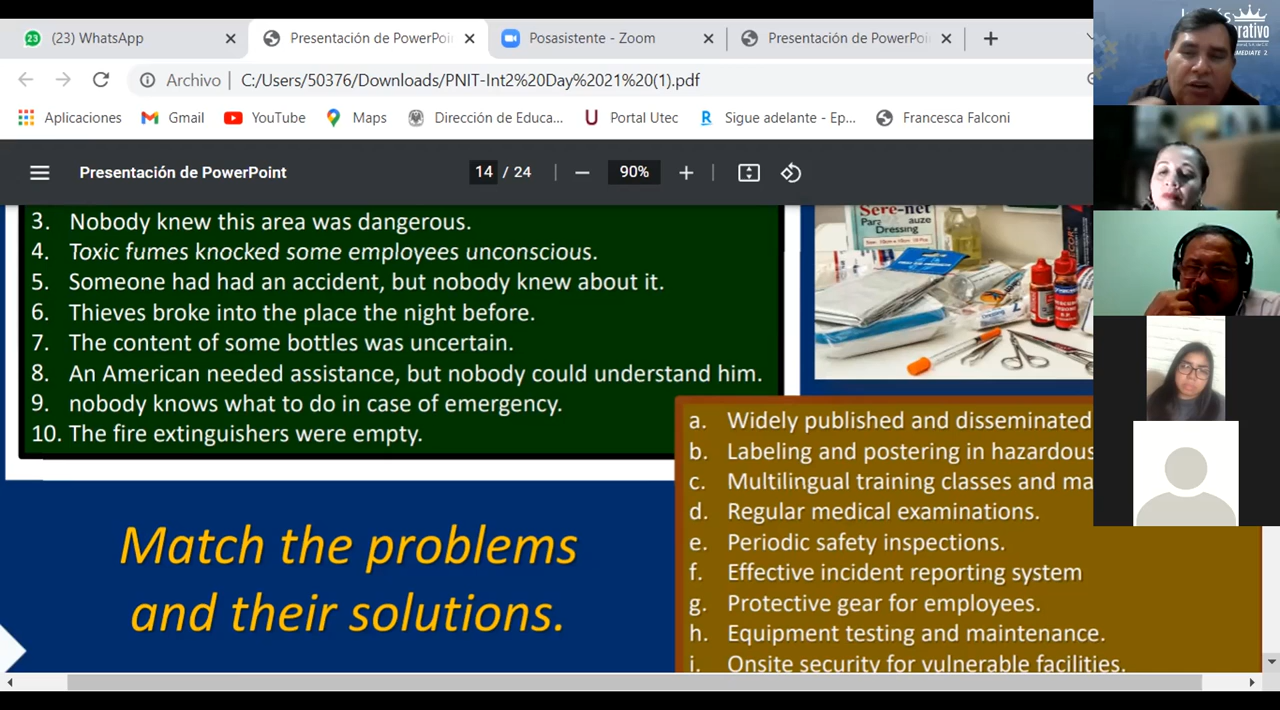 (23) WhatsApp
Presentación de PowerPoi
Posasistente - Zoom
Presentación de PowerPoi
Archivo
C:/Users/50376/Downloads/PNIT-Int2%20Day%2021%20(1).pdf
Aplicaciones
Gmail
YouTube
Maps
Dirección de Educa...
Portal Utec
Sigue adelante - Ep...
Francesca Falconi
Presentación de PowerPoint
14 / 24
90%
3. Nobody knew this area was dangerous.
4. Toxic fumes knocked some employees unconscious.
5. Someone had had an accident, but nobody knew about it.
6. Thieves broke into the place the night before.
7. The content of some bottles was uncertain.
8. An American needed assistance, but nobody could understand him.
9. nobody knows what to do in case of emergency.
10. The fire extinguishers were empty.
Sere-net
Dressing
Match the problems
and their solutions.
a. Widely published and disseminated
b. Labeling and postering in hazardous
c. Multilingual training classes and ma
d. Regular medical examinations.
e. Periodic safety inspections.
f. Effective incident reporting system
g. Protective gear for employees.
h. Equipment testing and maintenance.
i. Onsite security for vulnerable facilities.